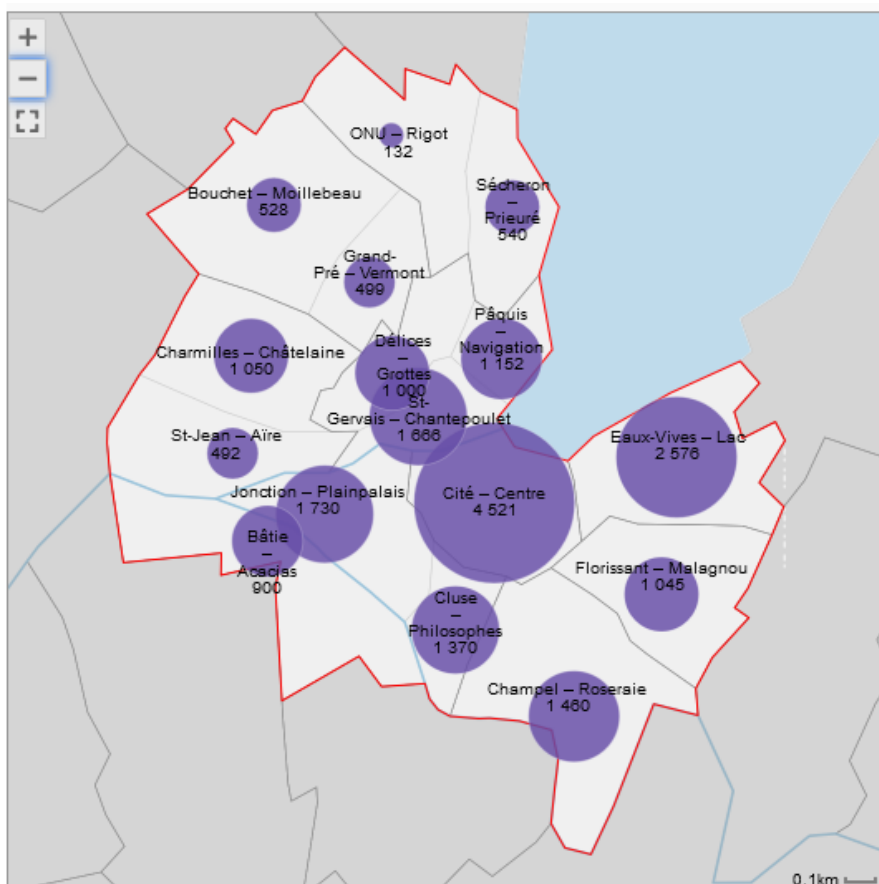 +
−
ONU – Rigot
132
Bouchet – Moillebeau
528
Sécheron
–
Prieuré
540
Grand-
Pré – Vermont
499
Pâquis
–
Navigation
1 152
Délices
–
Grottes
1 000
Charmilles – Châtelaine
1 050
St-
Gervais – Chantepoulet
1 666
St-Jean – Aïre
492
Eaux-Vives – Lac
2 576
Jonction – Plainpalais
1 730
Cité – Centre
4 521
Bâtie
–
Acacias
900
Florissant – Malagnou
1 045
Cluse
–
Philosophes
1 370
Champel – Roseraie
1 460
0.1km